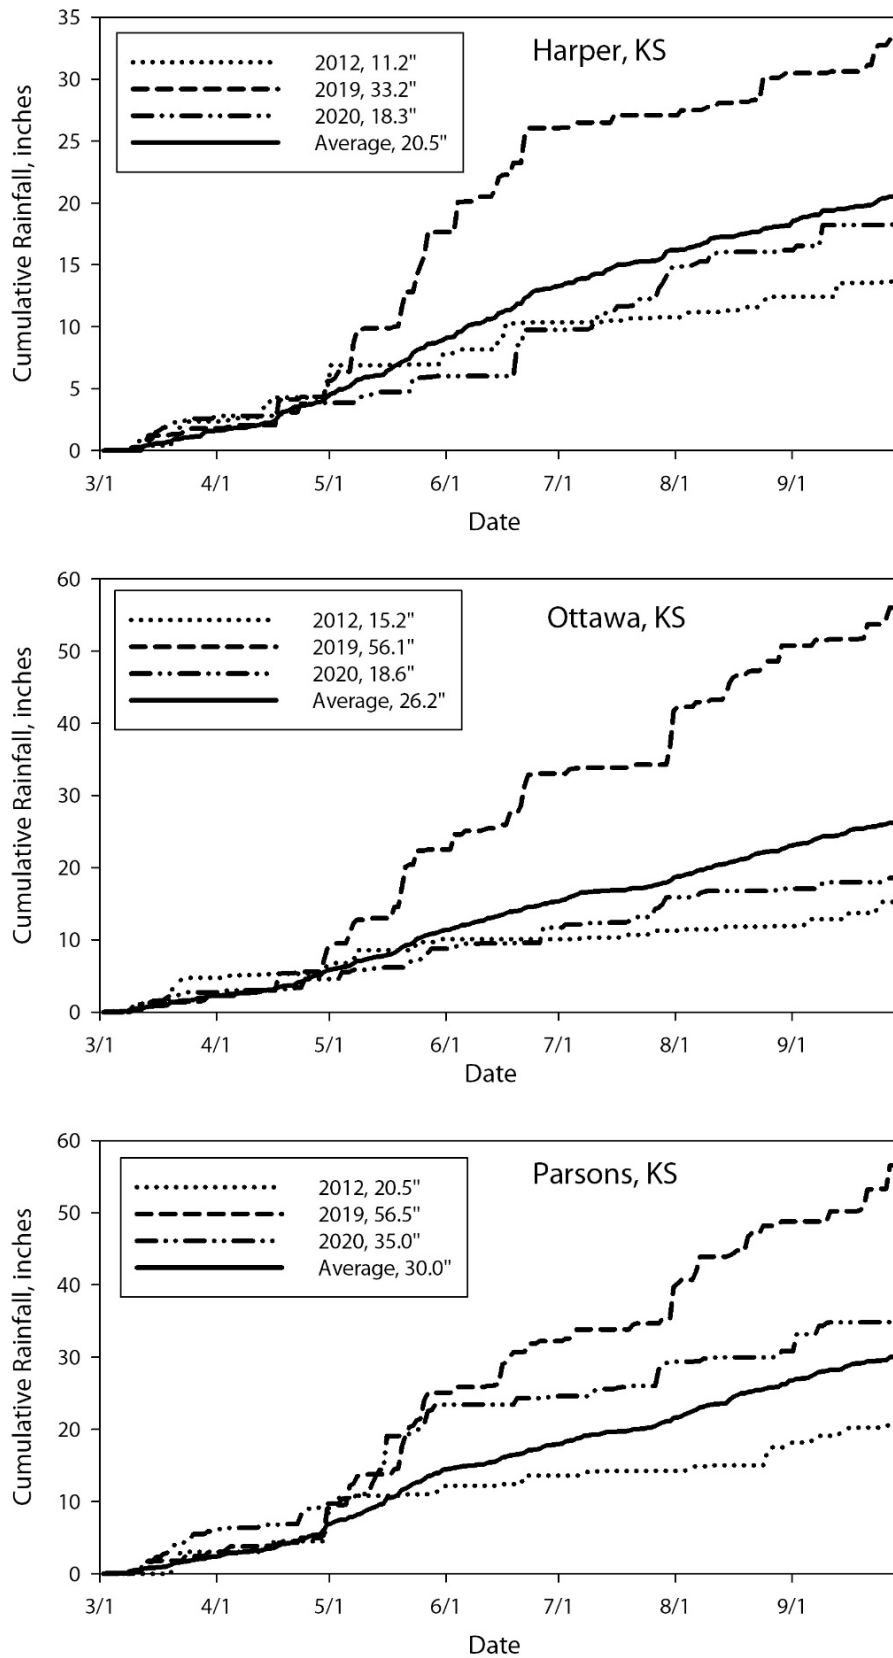 35
30
25
20
15
10
5
0
Cumulative Rainfall, inches
2012, 11.2"
2019, 33.2"
2020, 18.3"
Average, 20.5"
Harper, KS
3/1 4/1 5/1 6/1 7/1 8/1 9/1
Date
60
50
40
30
20
10
0
Cumulative Rainfall, inches
2012, 15.2"
2019, 56.1"
2020, 18.6"
Average, 26.2"
Ottawa, KS
3/1 4/1 5/1 6/1 7/1 8/1 9/1
Date
60
50
40
30
20
10
0
Cumulative Rainfall, inches
2012, 20.5"
2019, 56.5"
2020, 35.0"
Average, 30.0"
Parsons, KS
3/1 4/1 5/1 6/1 7/1 8/1 9/1
Date